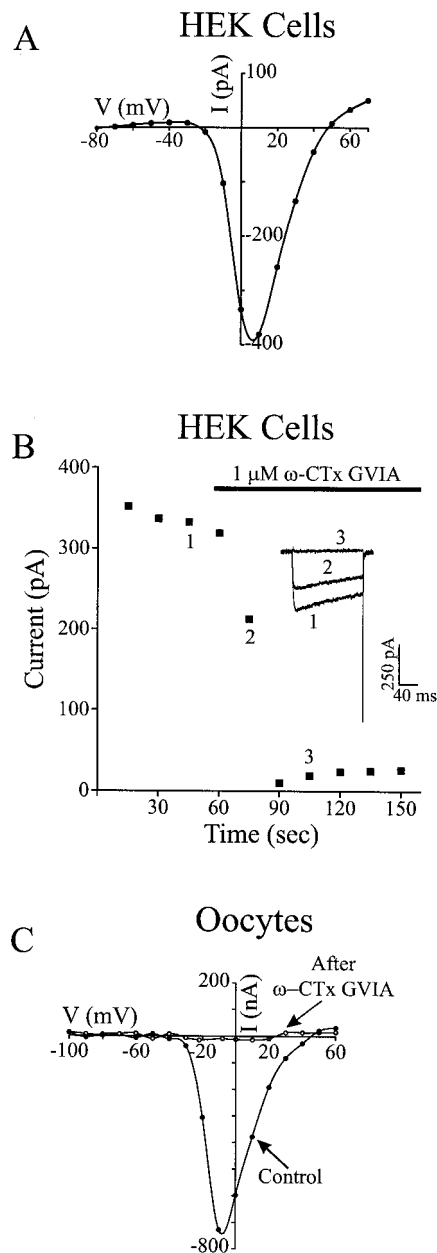 A
HEK Cells
100
I (pA)
V (mV)
-80
-40
20
60
-200
-400
B
HEK Cells
400
300
200
100
0
Current (pA)
1 μM ω-CTx GVIA
1
2
3
3
2
1
250 pA
40 ms
30
60
90
120
150
Time (sec)
C
Oocytes
200
I (nA)
V (mV)
After
ω–CTx GVIA
-100
-60
-20
20
60
Control
-800